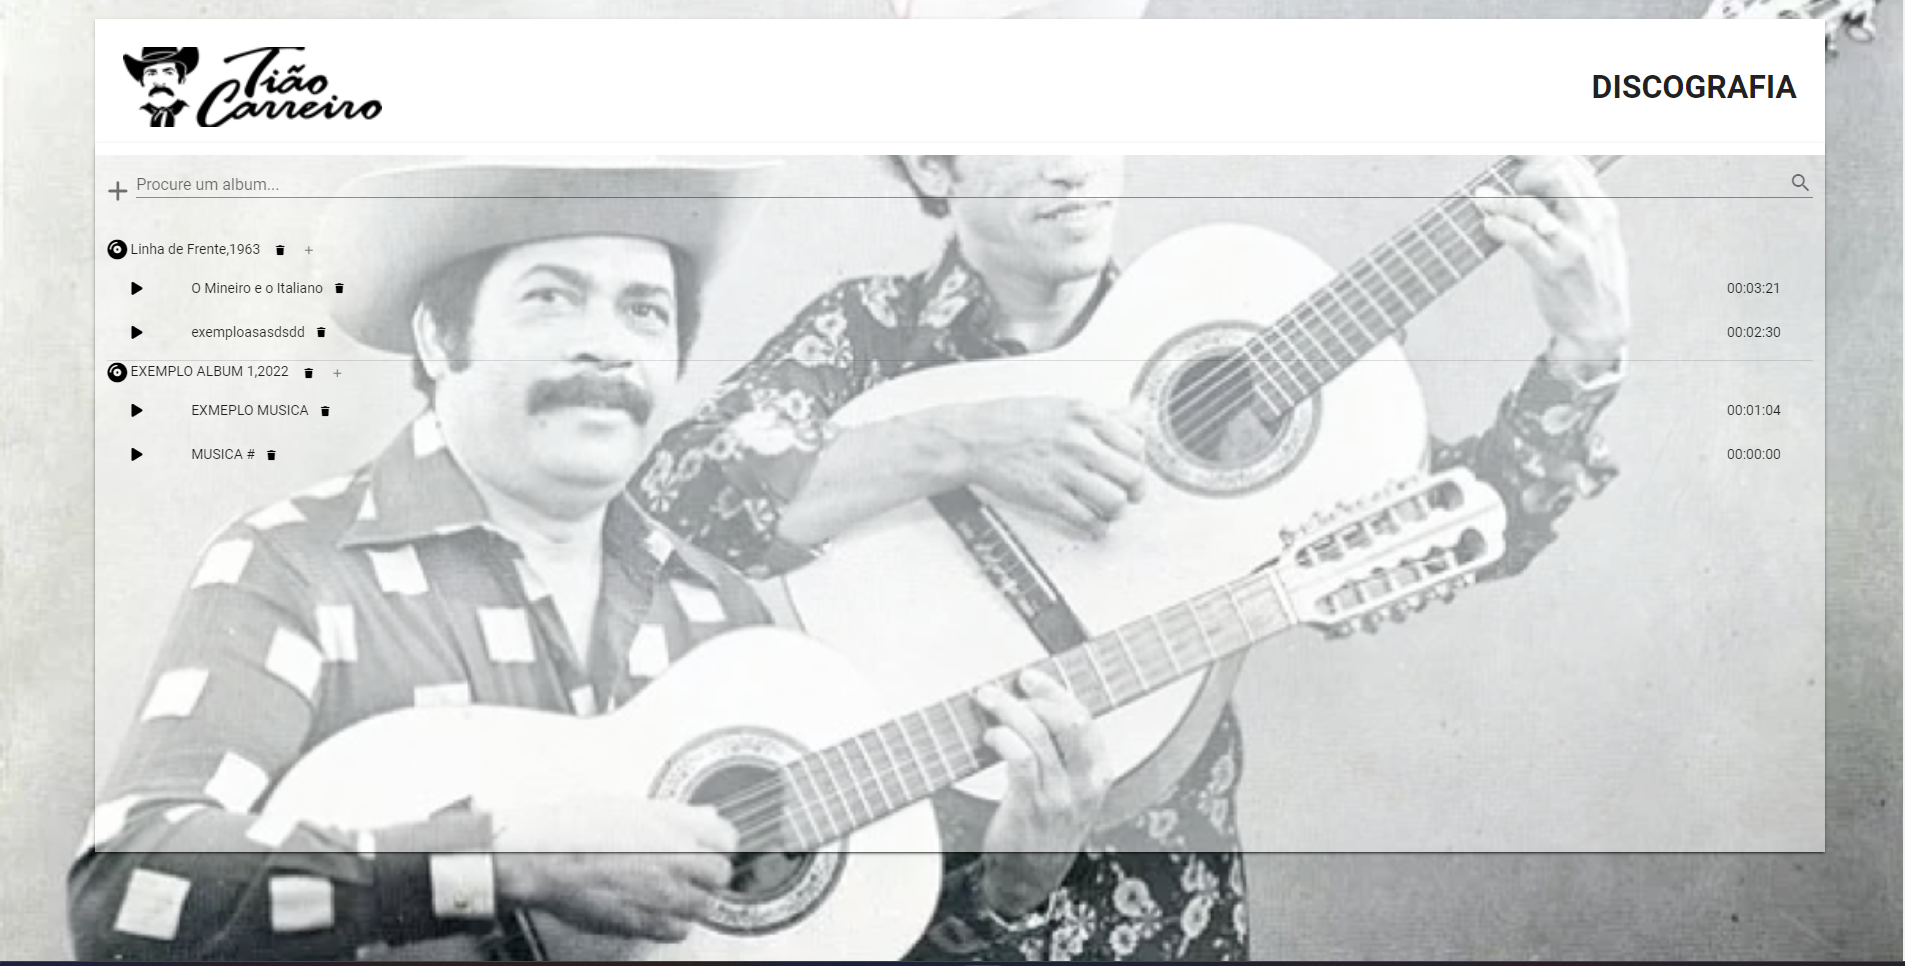 Tião
Carreiro
DISCOGRAFIA
Procure um album...
Linha de Frente,1963
O Mineiro e o Italiano 00:03:21
exemploasasdsdd 00:02:30
EXEMPLO ALBUM 1,2022
EXMEPLO MUSICA 00:01:04
MUSICA # 00:00:00